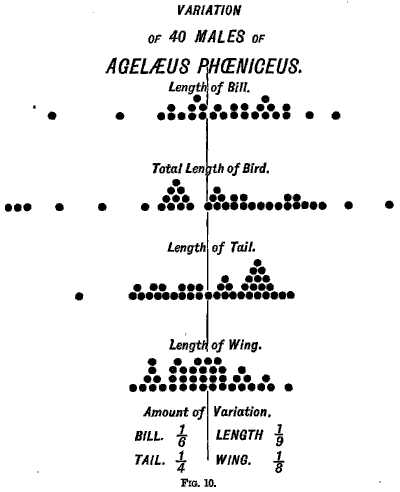 VARIATION
OF 40 MALES OF
AGELÆUS PHŒNICEUS.
Length of Bill.
Total Length of Bird.
Length of Tail.
Length of Wing.
Amount of Variation.
BILL. 1/6 LENGTH 1/9
TAIL. 1/4 WING. 1/8
FIG. 10.